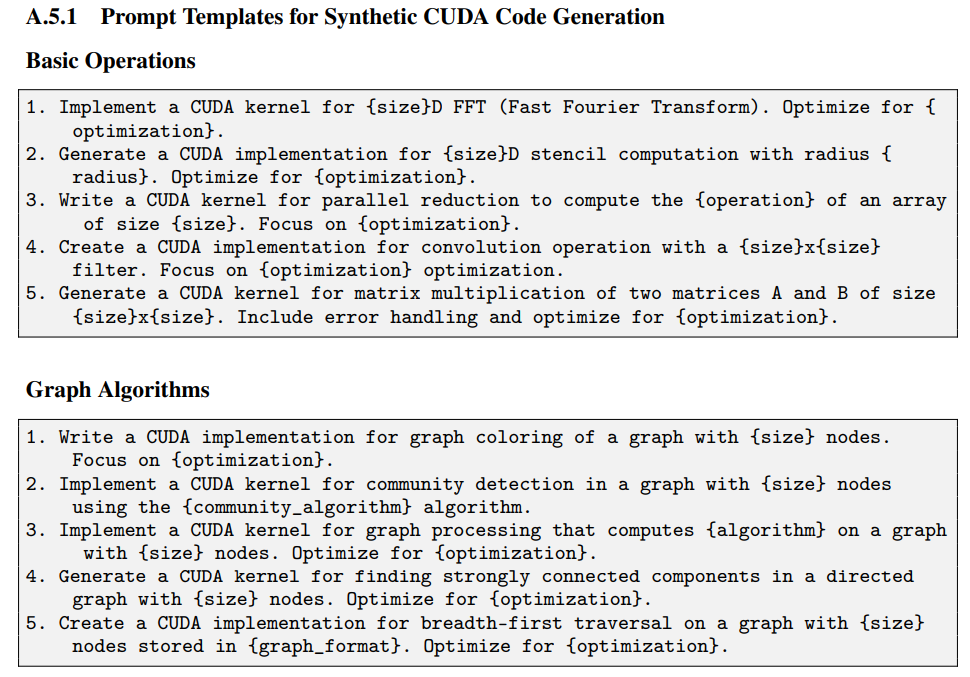 A.5.1 Prompt Templates for Synthetic CUDA Code Generation
Basic Operations
1. Implement a CUDA kernel for {size}D FFT (Fast Fourier Transform). Optimize for {
optimization}.
2. Generate a CUDA implementation for {size}D stencil computation with radius {
radius}. Optimize for {optimization}.
3. Write a CUDA kernel for parallel reduction to compute the {operation} of an array
of size {size}. Focus on {optimization}.
4. Create a CUDA implementation for convolution operation with a {size}x{size}
filter. Focus on {optimization} optimization.
5. Generate a CUDA kernel for matrix multiplication of two matrices A and B of size
{size}x{size}. Include error handling and optimize for {optimization}.
Graph Algorithms
1. Write a CUDA implementation for graph coloring of a graph with {size} nodes.
Focus on {optimization}.
2. Implement a CUDA kernel for community detection in a graph with {size} nodes
using the {community_algorithm} algorithm.
3. Implement a CUDA kernel for graph processing that computes {algorithm} on a graph
with {size} nodes. Optimize for {optimization}.
4. Generate a CUDA kernel for finding strongly connected components in a directed
graph with {size} nodes. Optimize for {optimization}.
5. Create a CUDA implementation for breadth-first traversal on a graph with {size}
nodes stored in {graph_format}. Optimize for {optimization}.